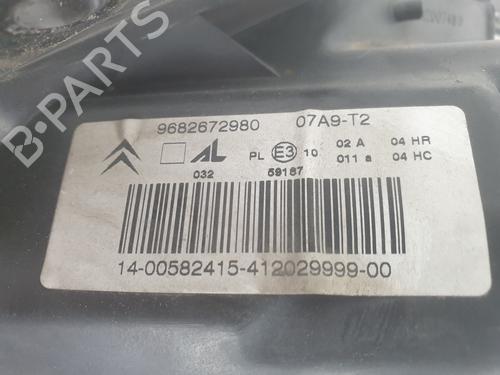 B-PARTS
9682672980 07A9-T2
AL PL E3 10 02 A 04 HR
011 a 04 HC
032 59187
14-00582415-412029999-00